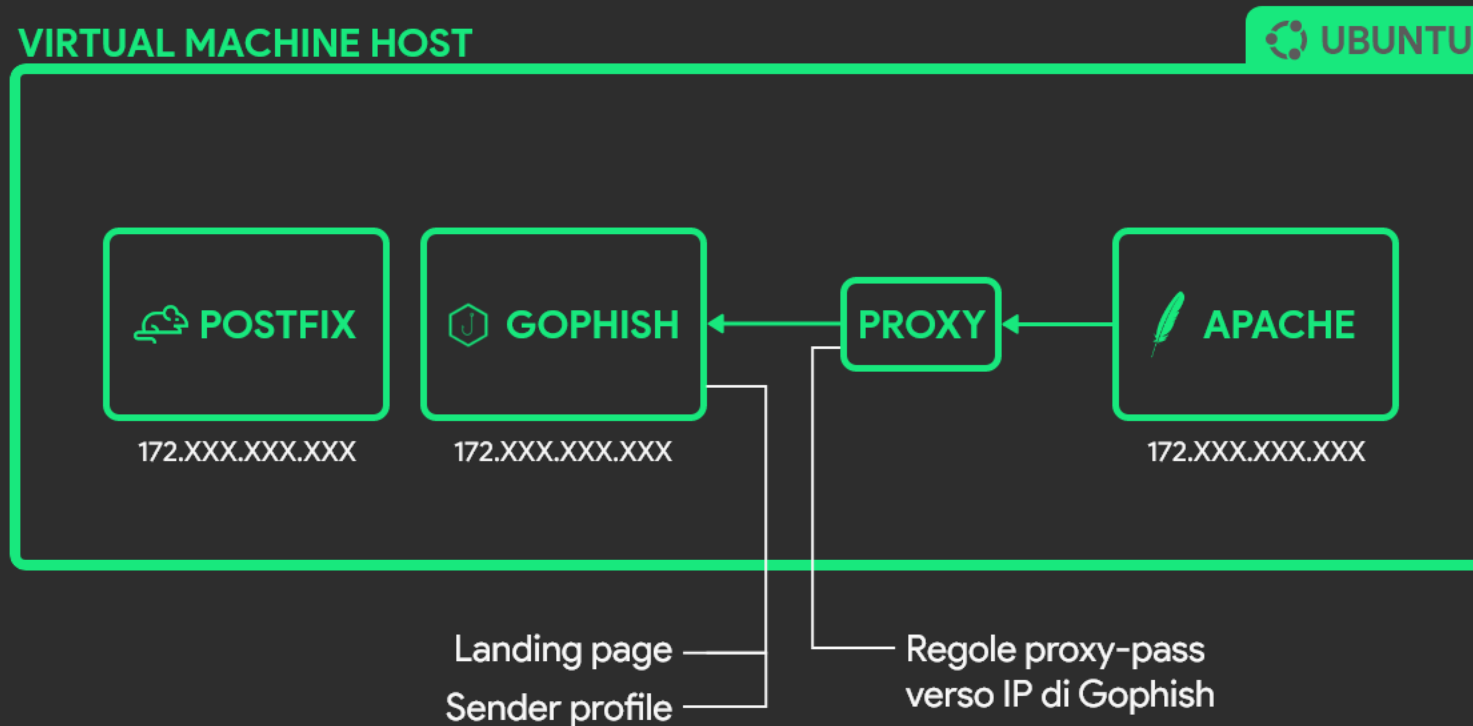 VIRTUAL MACHINE HOST
UBUNTU
POSTFIX
GOPHISH
PROXY
APACHE
172.XXX.XXX.XXX
172.XXX.XXX.XXX
172.XXX.XXX.XXX
Landing page
Sender profile
Regole proxy-pass
verso IP di Gophish